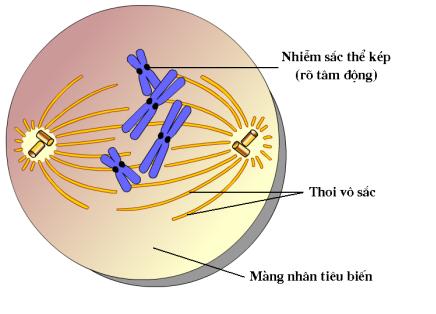 Nhiễm sắc thể kép
(rõ tâm động)
Thoi vô sắc
Màng nhân tiêu biến